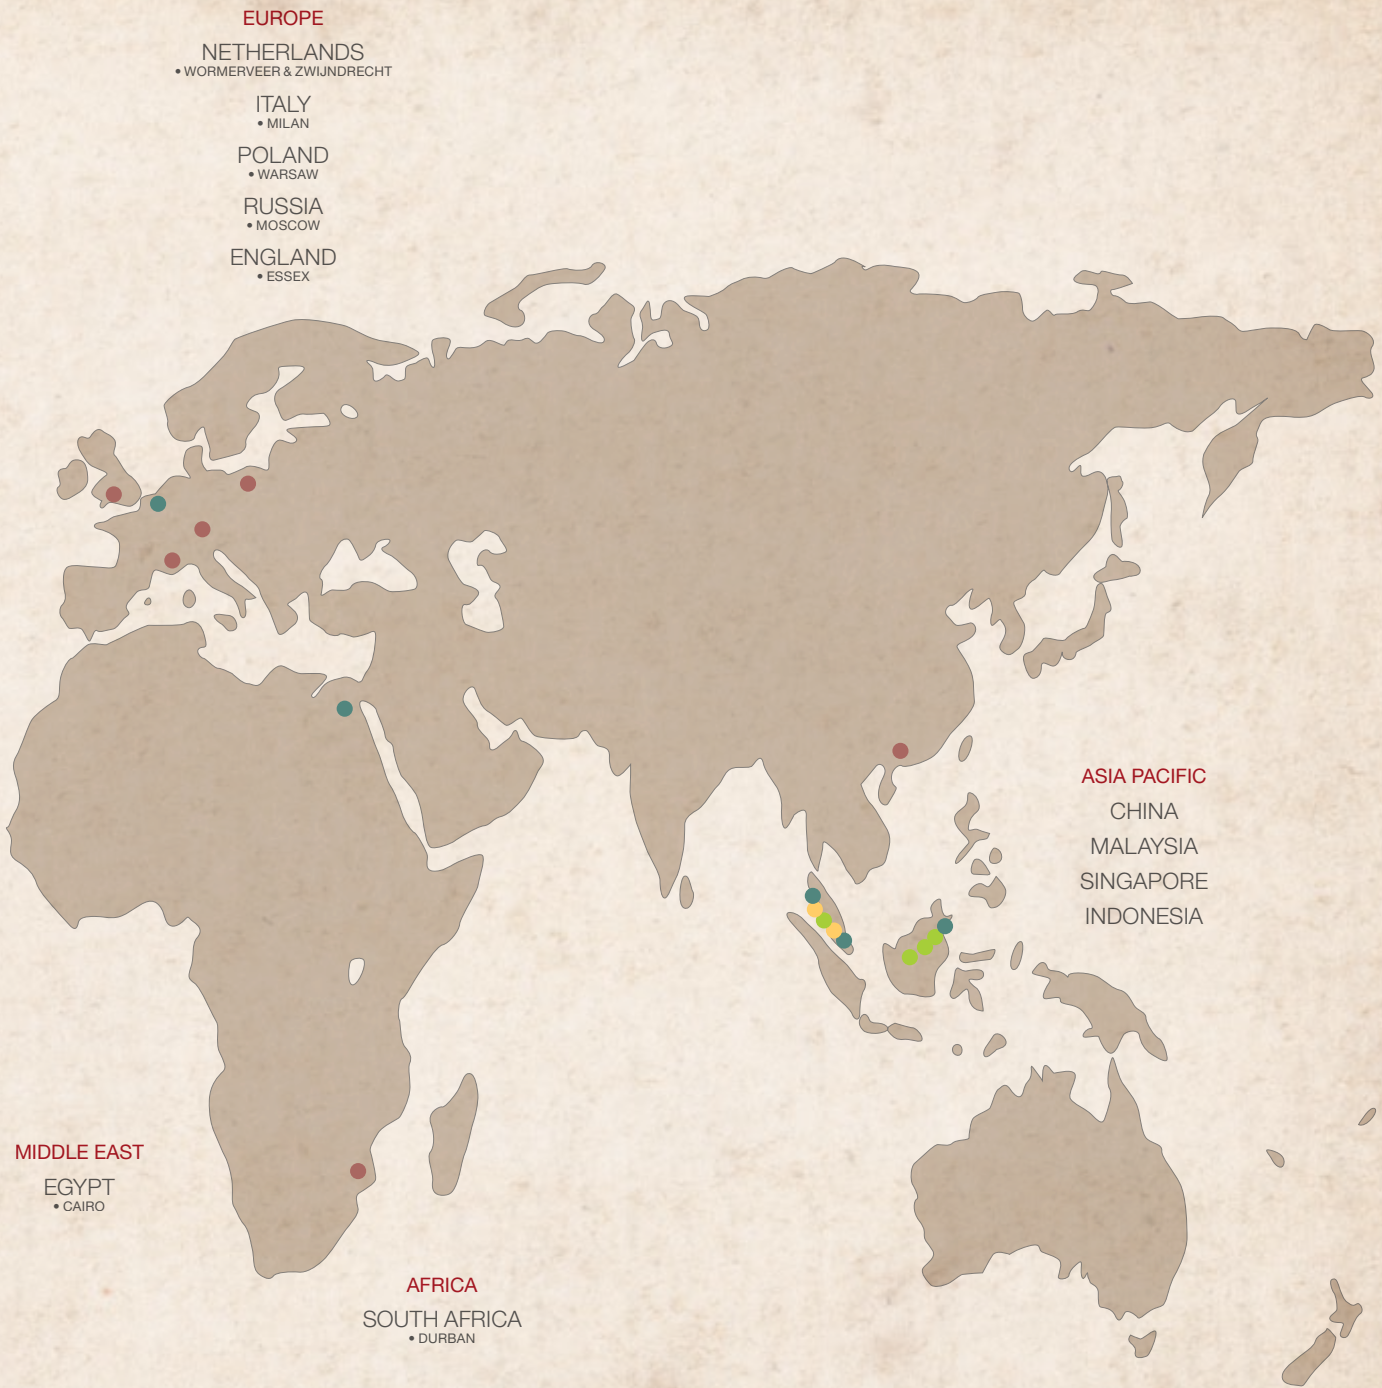 EUROPE
NETHERLANDS
• WORMERVEER & ZWIJNDRECHT
ITALY
• MILAN
POLAND
• WARSAW
RUSSIA
• MOSCOW
ENGLAND
• ESSEX
ASIA PACIFIC
CHINA
MALAYSIA
SINGAPORE
INDONESIA
MIDDLE EAST
EGYPT
• CAIRO
AFRICA
SOUTH AFRICA
• DURBAN